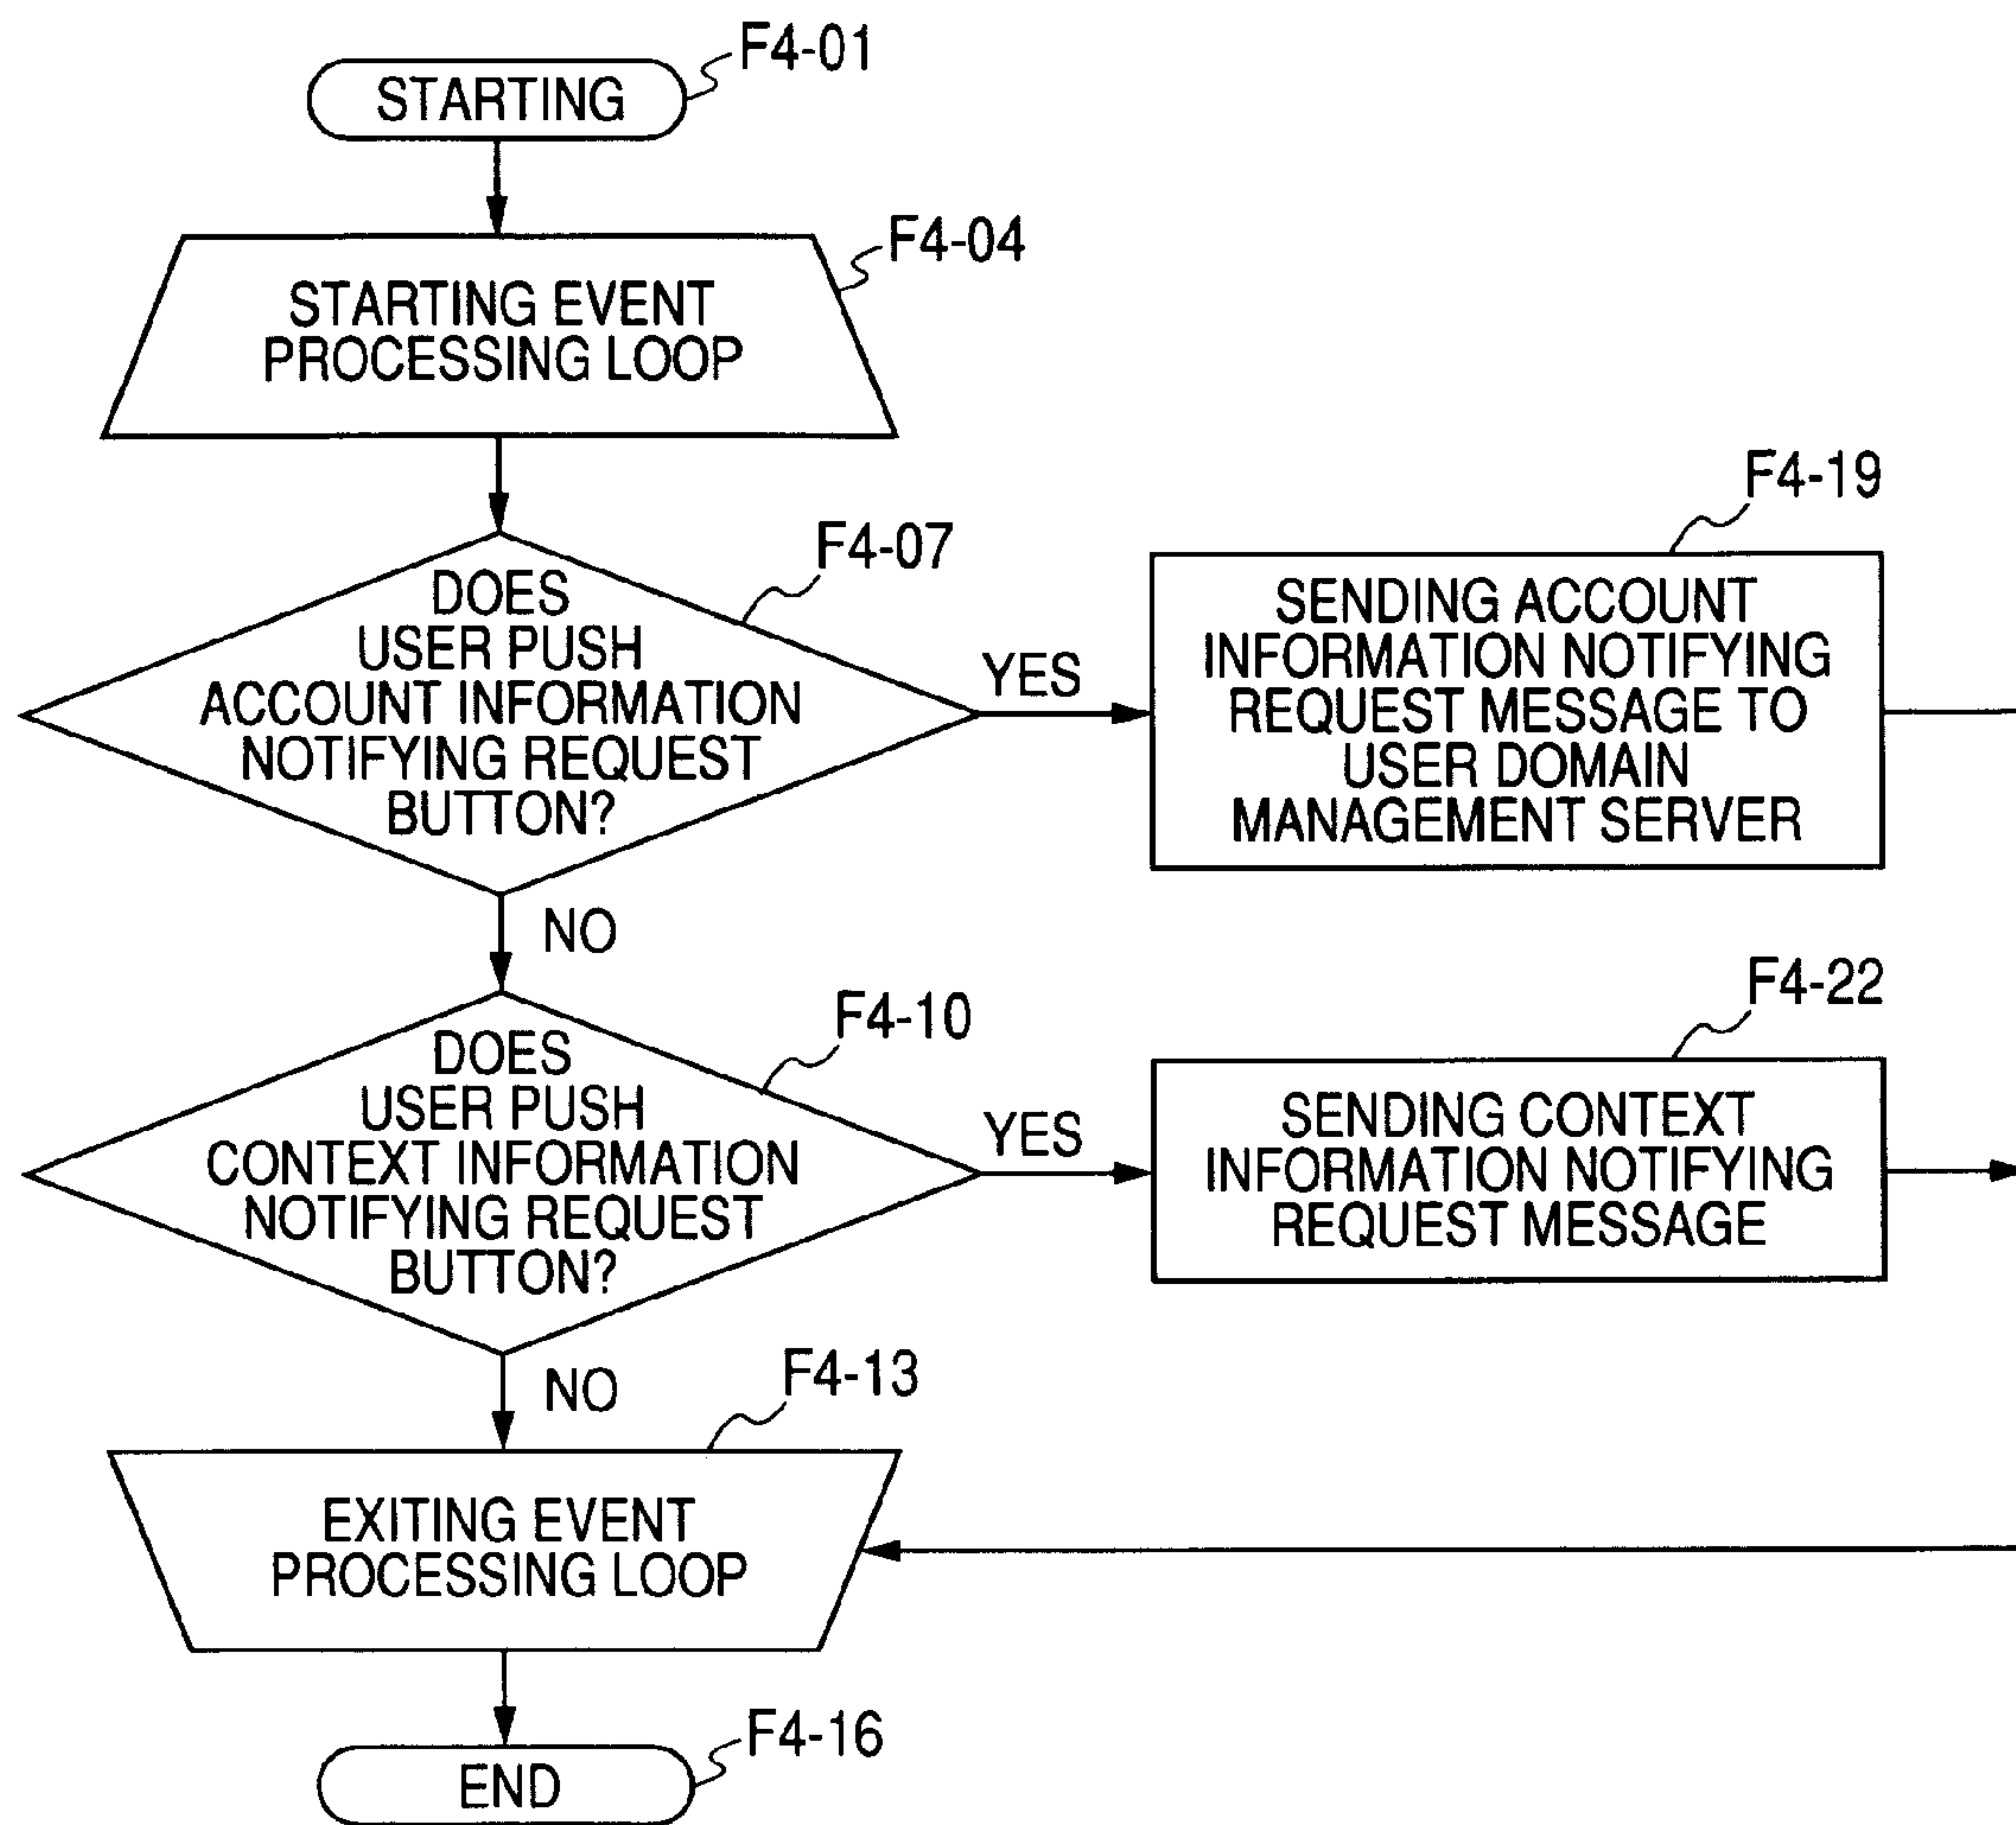 F4-01
STARTING
F4-04
STARTING EVENT
PROCESSING LOOP
F4-07
DOES
USER PUSH
ACCOUNT INFORMATION
NOTIFYING REQUEST
BUTTON?
YES
F4-19
SENDING ACCOUNT
INFORMATION NOTIFYING
REQUEST MESSAGE TO
USER DOMAIN
MANAGEMENT SERVER
NO
F4-10
DOES
USER PUSH
CONTEXT INFORMATION
NOTIFYING REQUEST
BUTTON?
YES
F4-22
SENDING CONTEXT
INFORMATION NOTIFYING
REQUEST MESSAGE
NO
F4-13
EXITING EVENT
PROCESSING LOOP
F4-16
END